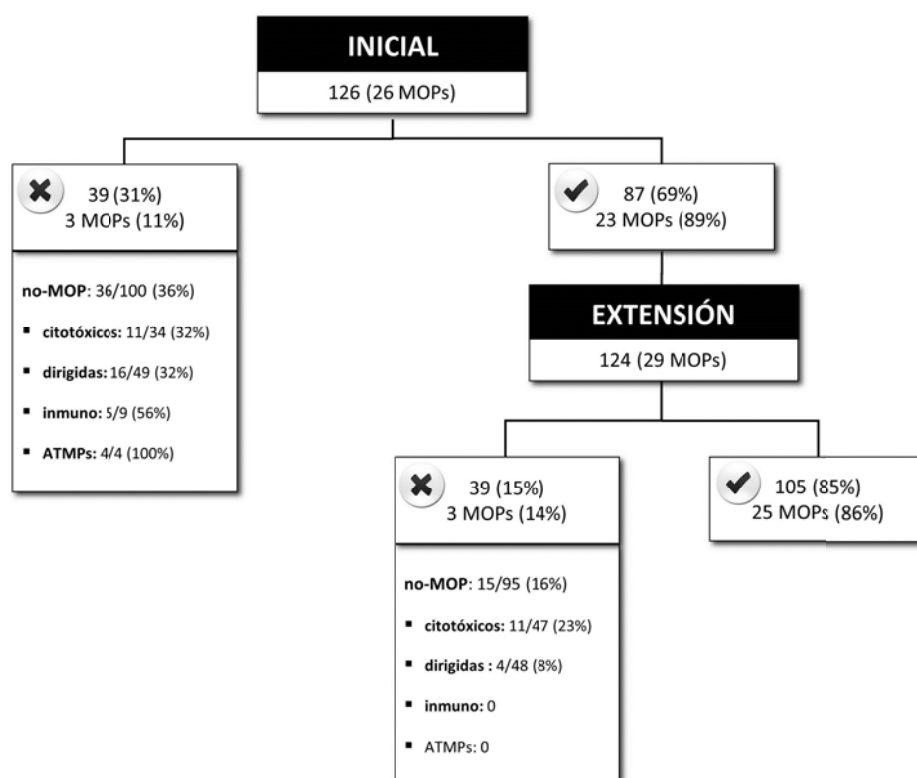 INICIAL
126 (26 MOPs)
39 (31%)
3 MOPs (11%)
87 (69%)
23 MOPs (89%)
no-MOP: 36/100 (36%)
▪ citotóxicos: 11/34 (32%)
▪ dirigidas: 16/49 (32%)
▪ inmuno: 5/9 (56%)
▪ ATMPs: 4/4 (100%)
EXTENSIÓN
124 (29 MOPs)
39 (15%)
3 MOPs (14%)
105 (85%)
25 MOPs (86%)
no-MOP: 15/95 (16%)
▪ citotóxicos: 11/47 (23%)
▪ dirigidas : 4/48 (8%)
▪ inmuno: 0
▪ ATMPs: 0